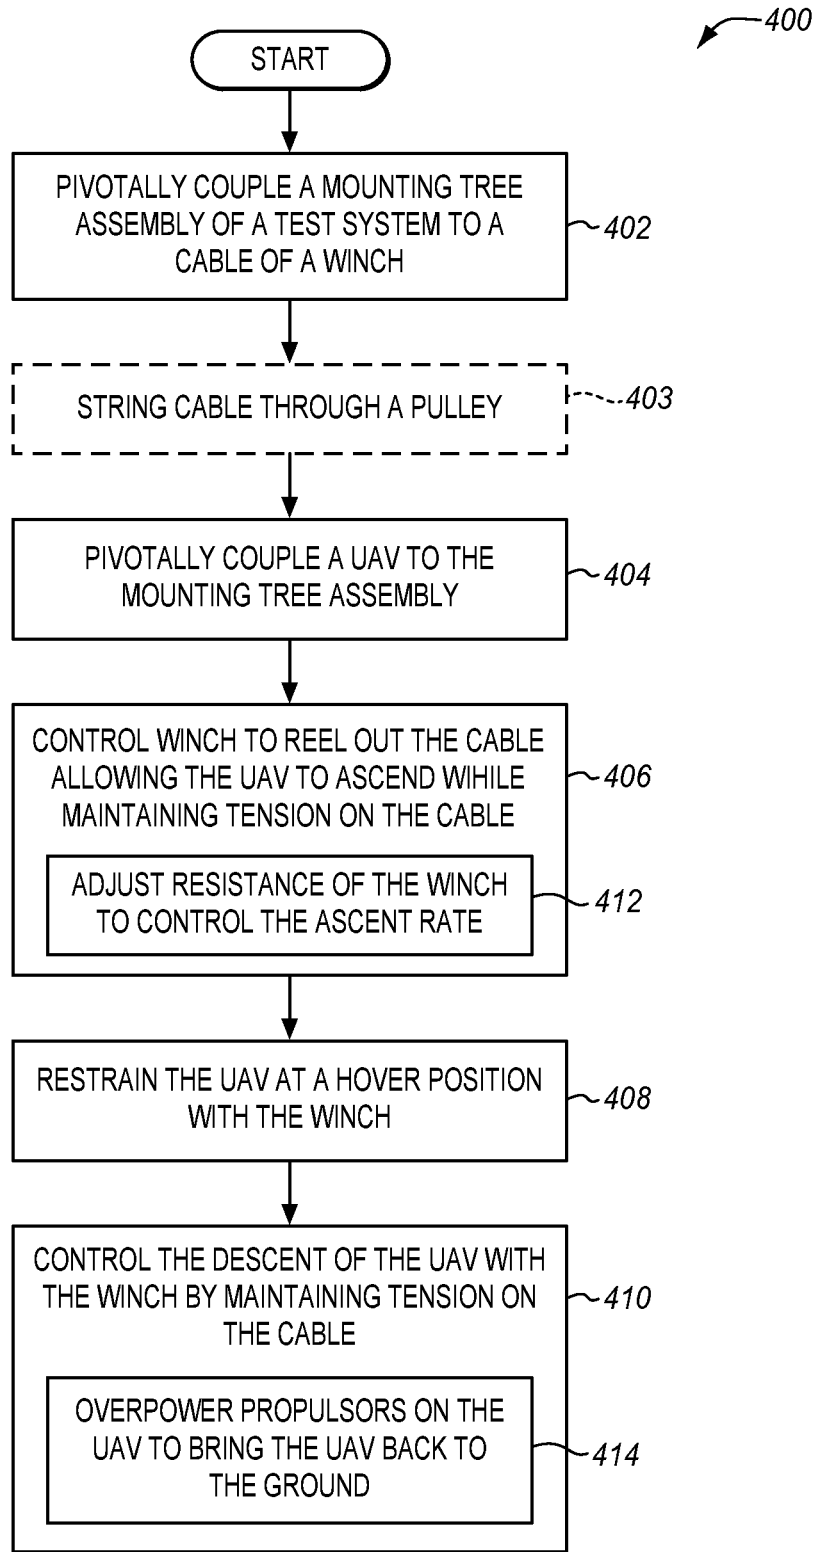 400
START
PIVOTALLY COUPLE A MOUNTING TREE
ASSEMBLY OF A TEST SYSTEM TO A
CABLE OF A WINCH
402
STRING CABLE THROUGH A PULLEY
403
PIVOTALLY COUPLE A UAV TO THE
MOUNTING TREE ASSEMBLY
404
CONTROL WINCH TO REEL OUT THE CABLE
ALLOWING THE UAV TO ASCEND WIHILE
MAINTAINING TENSION ON THE CABLE
406
ADJUST RESISTANCE OF THE WINCH
TO CONTROL THE ASCENT RATE
412
RESTRAIN THE UAV AT A HOVER POSITION
WITH THE WINCH
408
CONTROL THE DESCENT OF THE UAV WITH
THE WINCH BY MAINTAINING TENSION ON
THE CABLE
410
OVERPOWER PROPULSORS ON THE
UAV TO BRING THE UAV BACK TO
THE GROUND
414